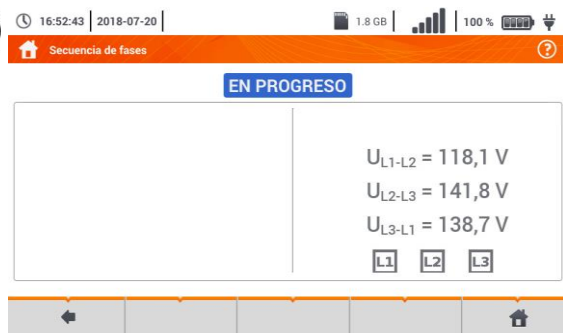 16:52:43 2018-07-20 1.8 GB 100 %
Secuencia de fases ?
EN PROGRESO
UL1-L2 = 118,1 V
UL2-L3 = 141,8 V
UL3-L1 = 138,7 V
L1 L2 L3